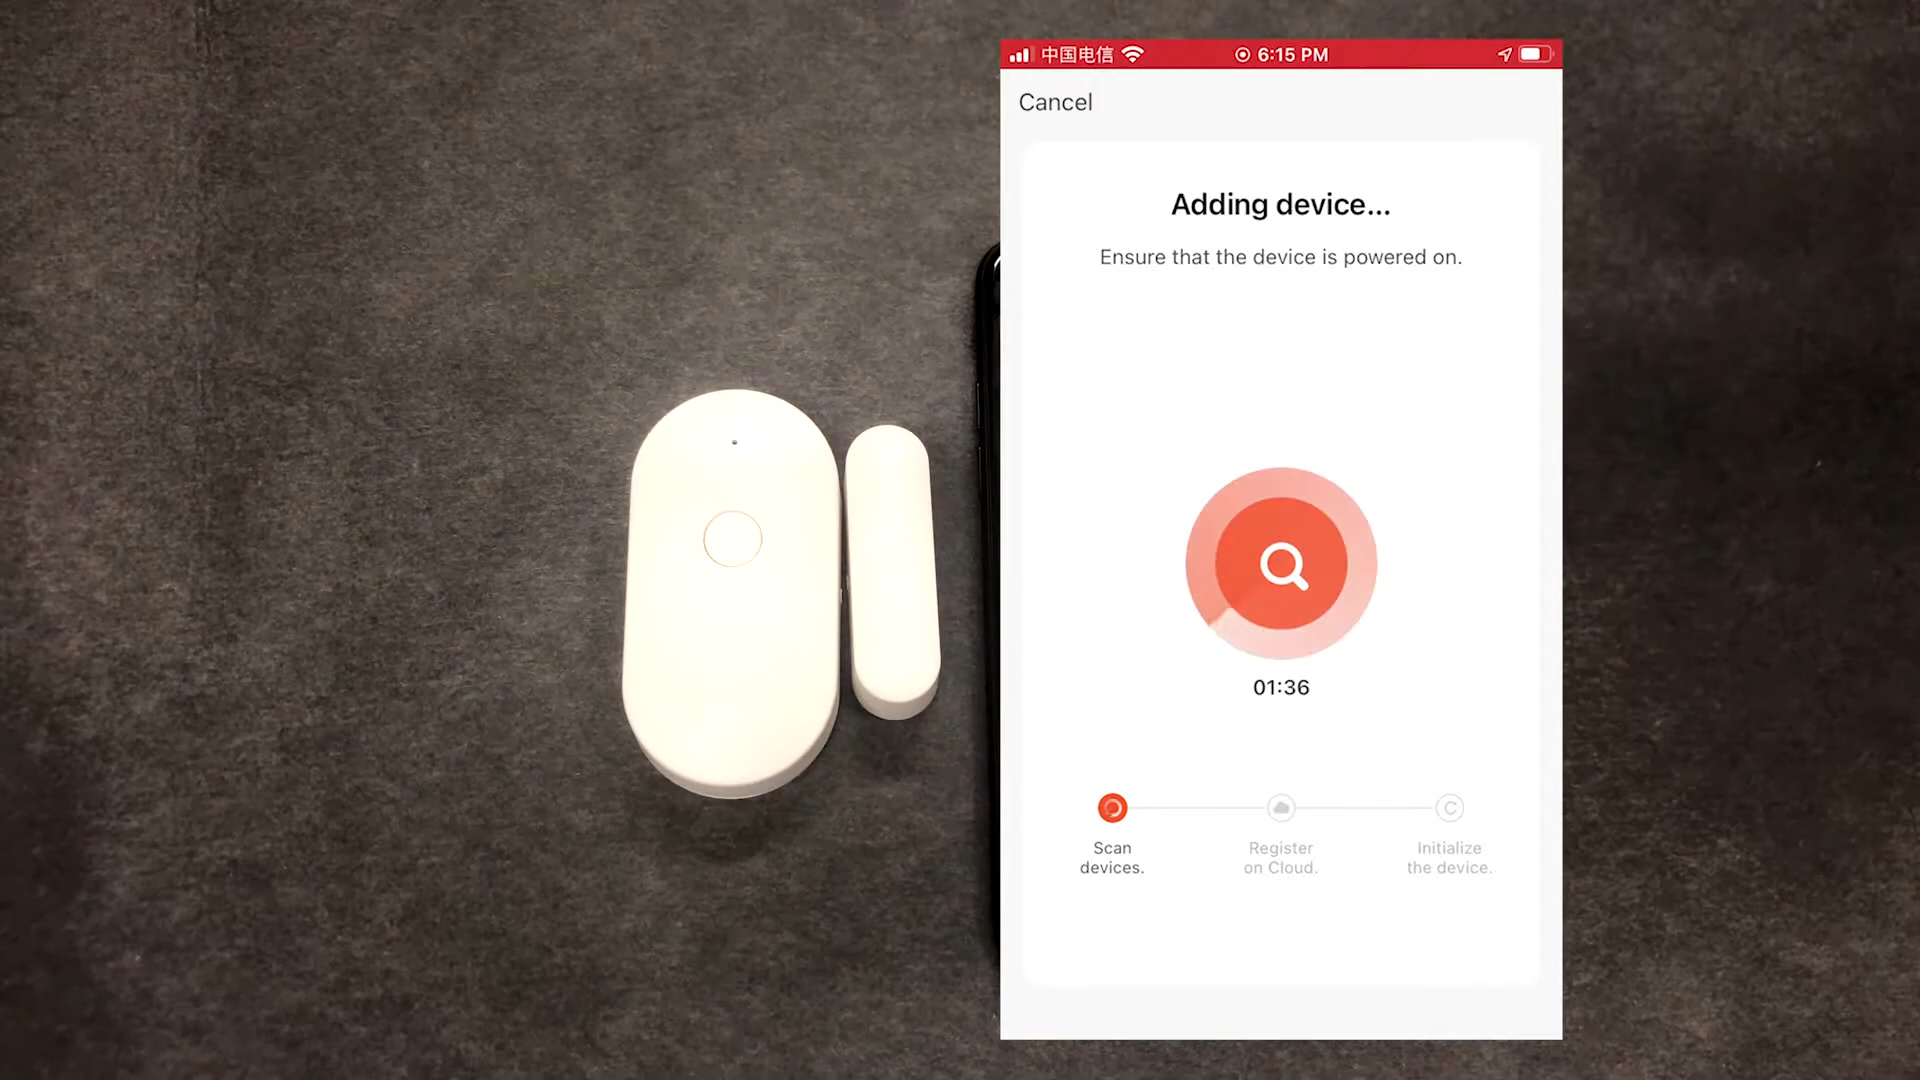 中国电信 6:15 PM
Cancel
Adding device...
Ensure that the device is powered on.
01:36
Scan
devices.
Register
on Cloud.
Initialize
the device.